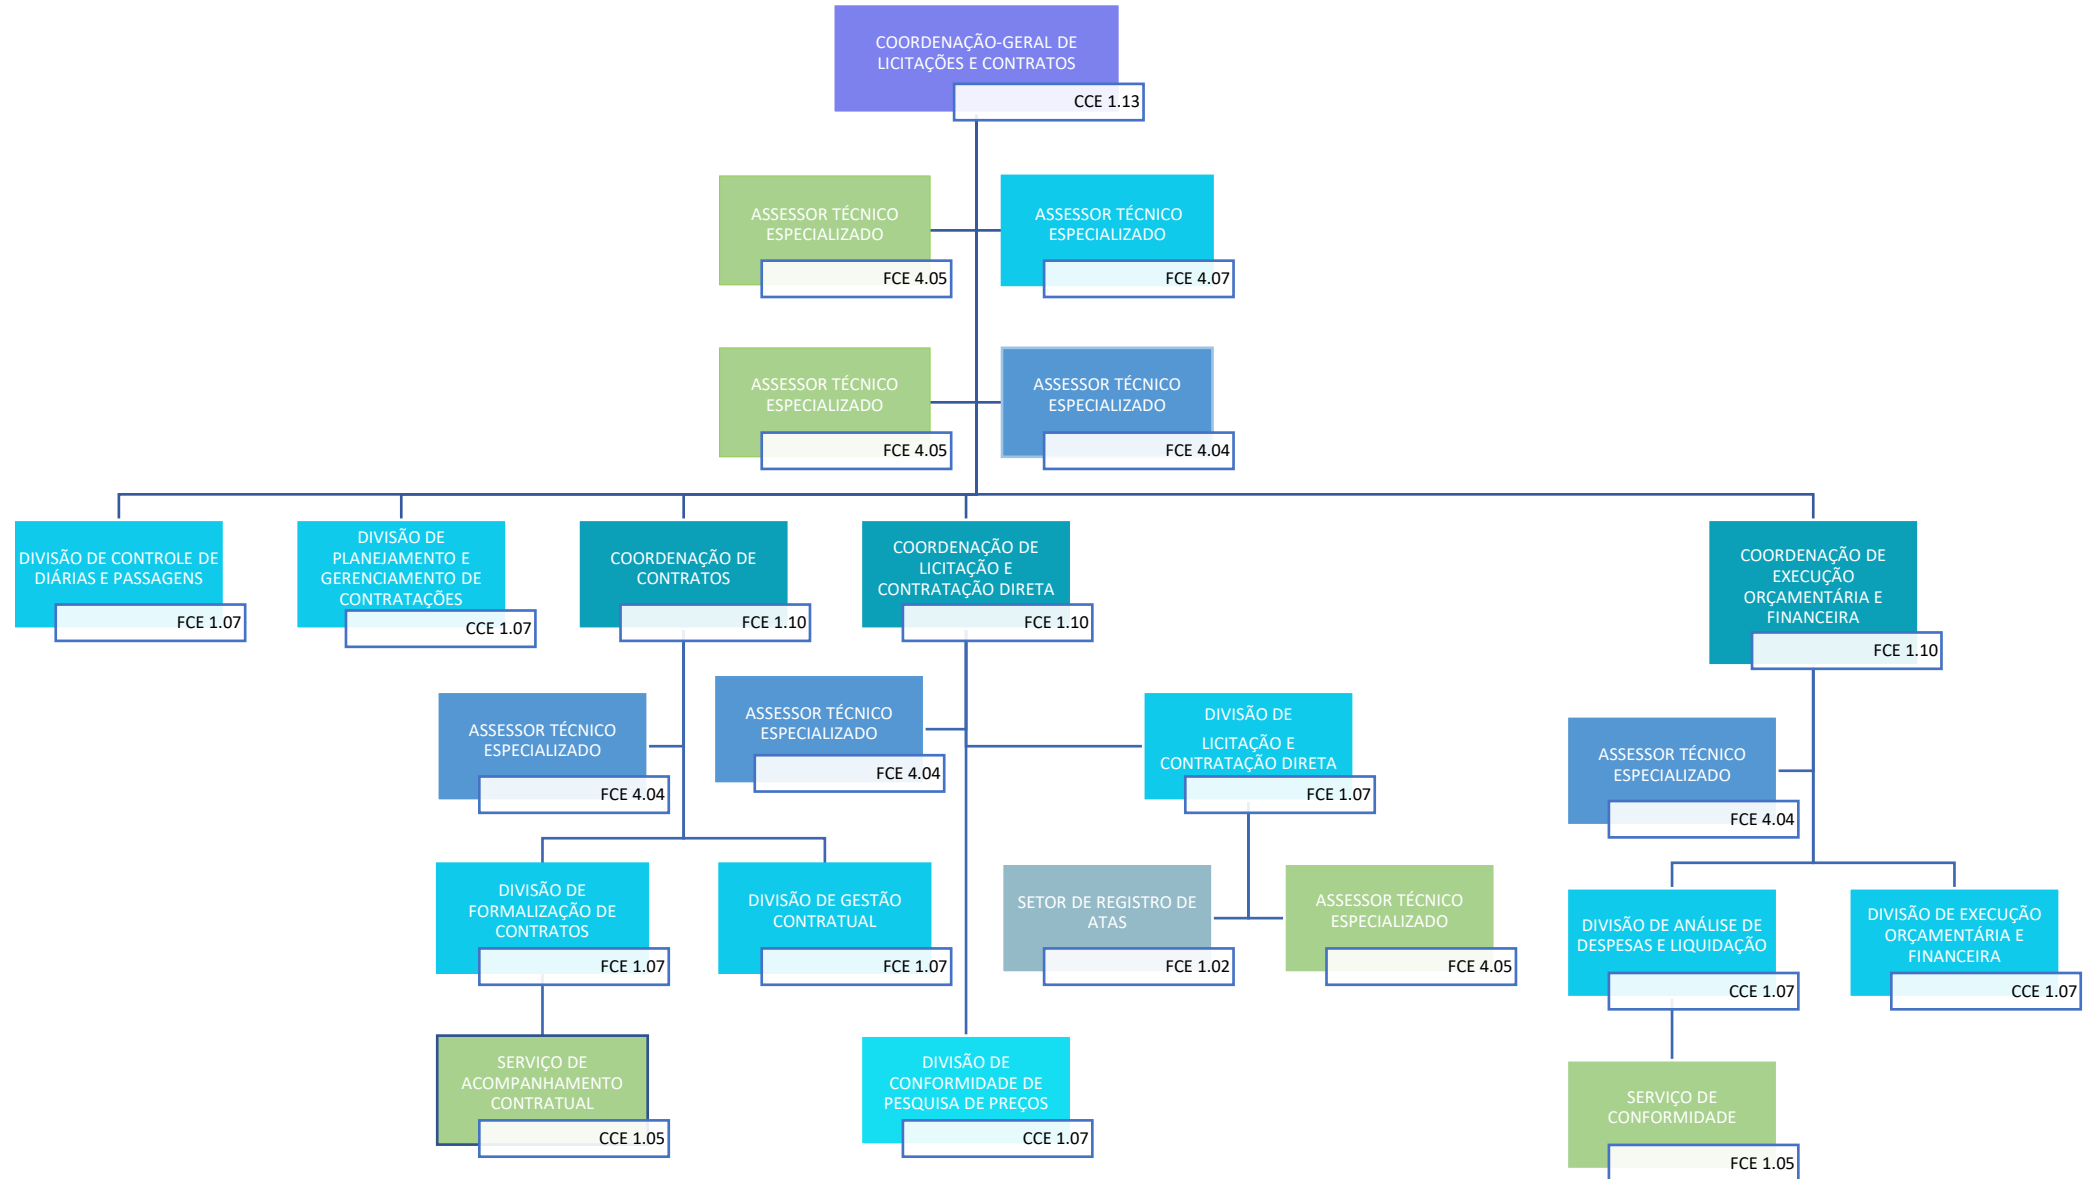 COORDENAÇÃO-GERAL DE
LICITAÇÕES E CONTRATOS
CCE 1.13
ASSESSOR TÉCNICO
ESPECIALIZADO
FCE 4.05
ASSESSOR TÉCNICO
ESPECIALIZADO
FCE 4.07
ASSESSOR TÉCNICO
ESPECIALIZADO
FCE 4.05
ASSESSOR TÉCNICO
ESPECIALIZADO
FCE 4.04
DIVISÃO DE CONTROLE DE
DIÁRIAS E PASSAGENS
FCE 1.07
DIVISÃO DE
PLANEJAMENTO E
GERENCIAMENTO DE
CONTRATAÇÕES
CCE 1.07
COORDENAÇÃO DE
CONTRATOS
FCE 1.10
COORDENAÇÃO DE
LICITAÇÃO E
CONTRATAÇÃO DIRETA
FCE 1.10
COORDENAÇÃO DE
EXECUÇÃO
ORÇAMENTÁRIA E
FINANCEIRA
FCE 1.10
ASSESSOR TÉCNICO
ESPECIALIZADO
FCE 4.04
ASSESSOR TÉCNICO
ESPECIALIZADO
FCE 4.04
DIVISÃO DE
LICITAÇÃO E
CONTRATAÇÃO DIRETA
FCE 1.07
ASSESSOR TÉCNICO
ESPECIALIZADO
FCE 4.04
DIVISÃO DE
FORMALIZAÇÃO DE
CONTRATOS
FCE 1.07
DIVISÃO DE GESTÃO
CONTRATUAL
FCE 1.07
SETOR DE REGISTRO DE
ATAS
FCE 1.02
ASSESSOR TÉCNICO
ESPECIALIZADO
FCE 4.05
DIVISÃO DE ANÁLISE DE
DESPESAS E LIQUIDAÇÃO
CCE 1.07
DIVISÃO DE EXECUÇÃO
ORÇAMENTÁRIA E
FINANCEIRA
CCE 1.07
SERVIÇO DE
ACOMPANHAMENTO
CONTRATUAL
CCE 1.05
DIVISÃO DE
CONFORMIDADE DE
PESQUISA DE PREÇOS
CCE 1.07
SERVIÇO DE
CONFORMIDADE
FCE 1.05